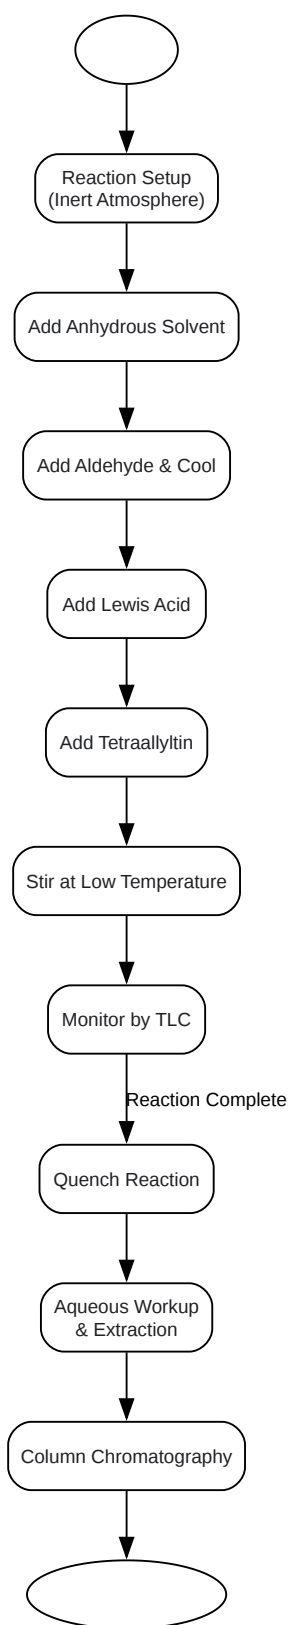 Reaction Setup
(Inert Atmosphere)
Add Anhydrous Solvent
Add Aldehyde & Cool
Add Lewis Acid
Add Tetraallyltin
Stir at Low Temperature
Monitor by TLC
Reaction Complete
Quench Reaction
Aqueous Workup
& Extraction
Column Chromatography